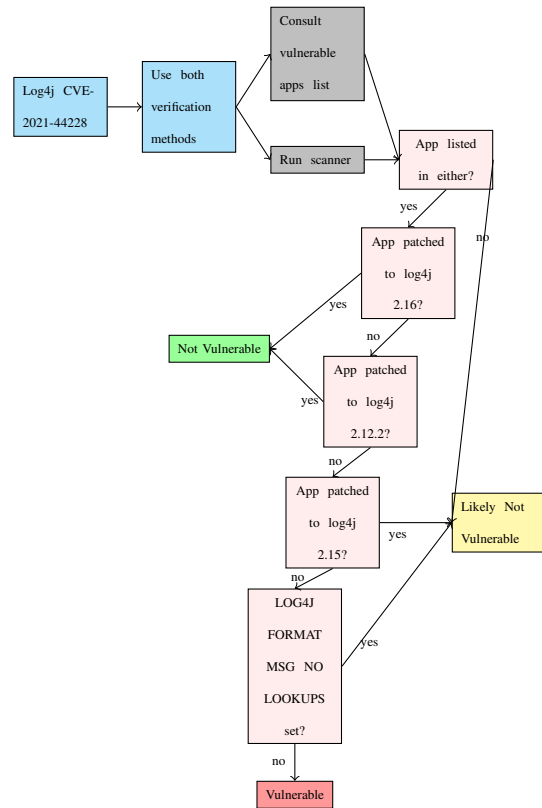 Consult
vulnerable
apps list
Log4j CVE-
2021-44228
Use both
verification
methods
Run scanner
App listed
in either?
yes
no
App patched
to log4j
2.16?
yes
no
Not Vulnerable
App patched
to log4j
2.12.2?
yes
no
App patched
to log4j
2.15?
yes
no
Likely Not
Vulnerable
LOG4J
FORMAT
MSG NO
LOOKUPS
set?
yes
no
Vulnerable